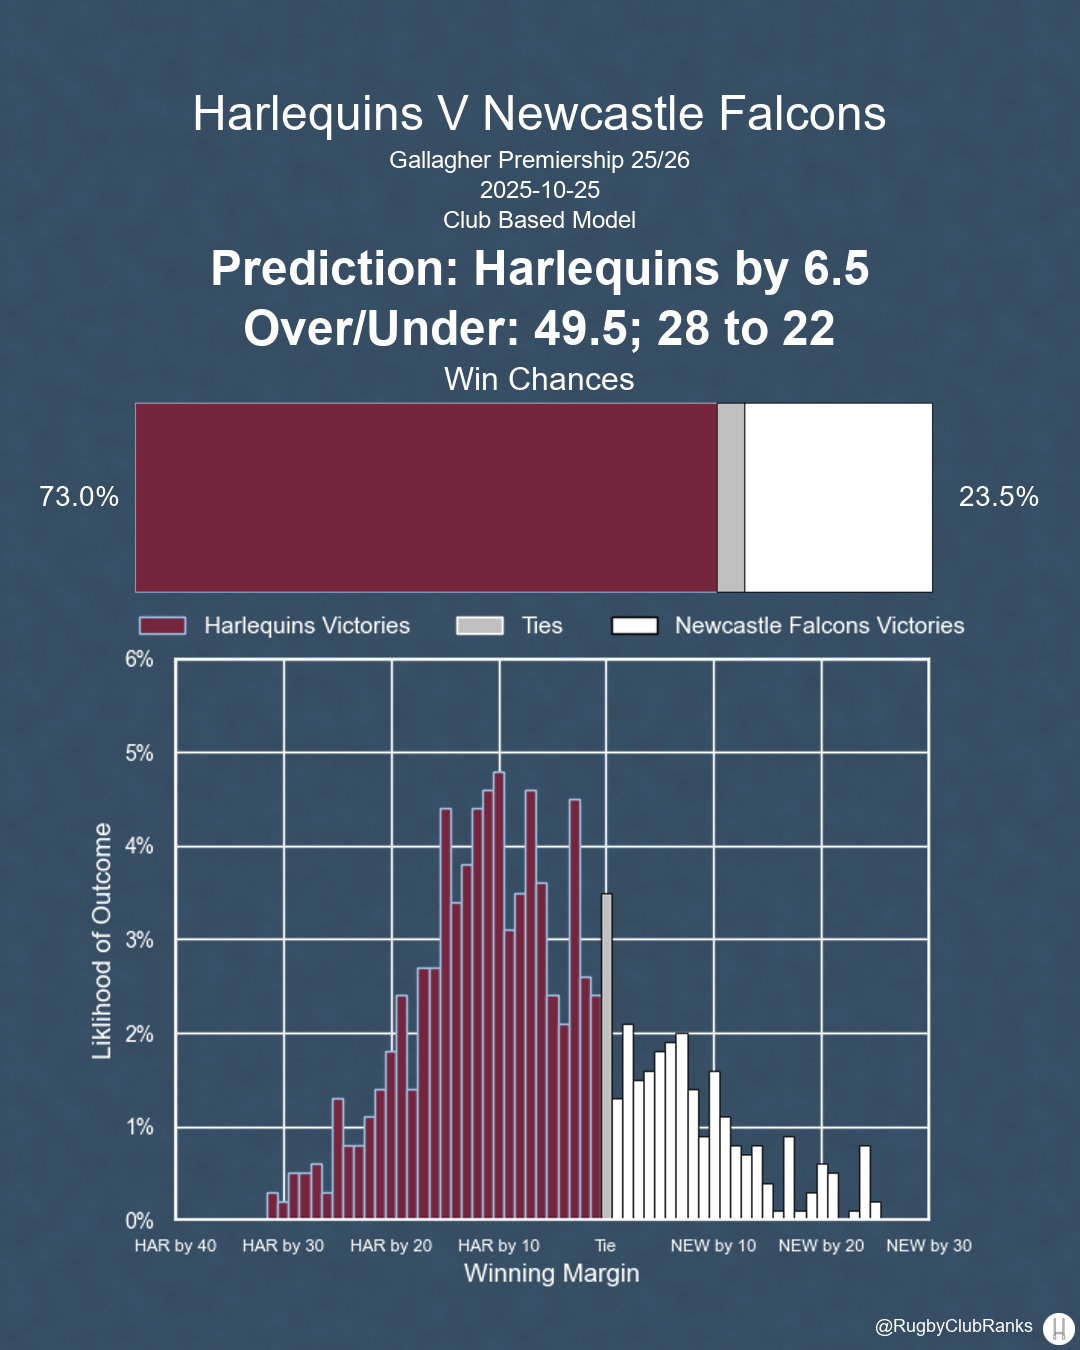 Harlequins V Newcastle Falcons
Gallagher Premiership 25/26
2025-10-25
Club Based Model
Prediction: Harlequins by 6.5
Over/Under: 49.5; 28 to 22
Win Chances
73.0%
23.5%
Harlequins Victories
Ties
Newcastle Falcons Victories
6%
5%
4%
3%
2%
1%
0%
Liklihood of Outcome
HAR by 40
HAR by 30
HAR by 20
HAR by 10
Tie
NEW by 10
NEW by 20
NEW by 30
Winning Margin
@RugbyClubRanks